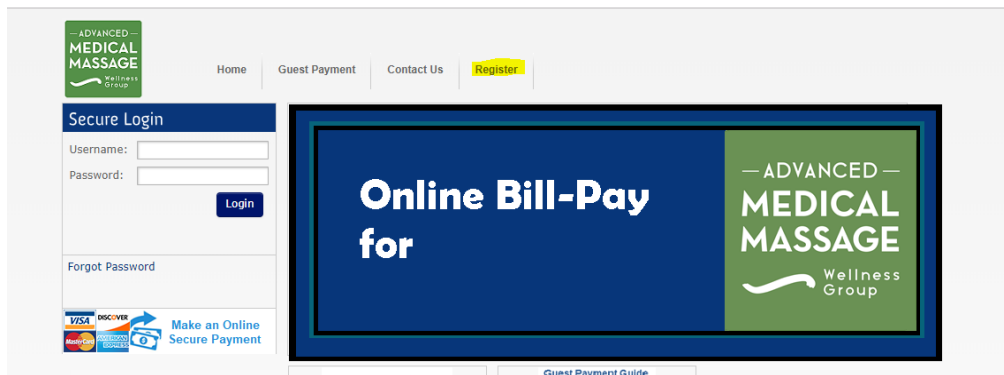 — ADVANCED —
MEDICAL
MASSAGE
Wellness
Group
Home
Guest Payment
Contact Us
Register
Secure Login
Username:
Password:
Login
Forgot Password
VISA
DISCOVER
MasterCard
AMERICAN
EXPRESS
Make an Online
Secure Payment
Online Bill-Pay
for
— ADVANCED —
MEDICAL
MASSAGE
Wellness
Group
Guest Payment Guide